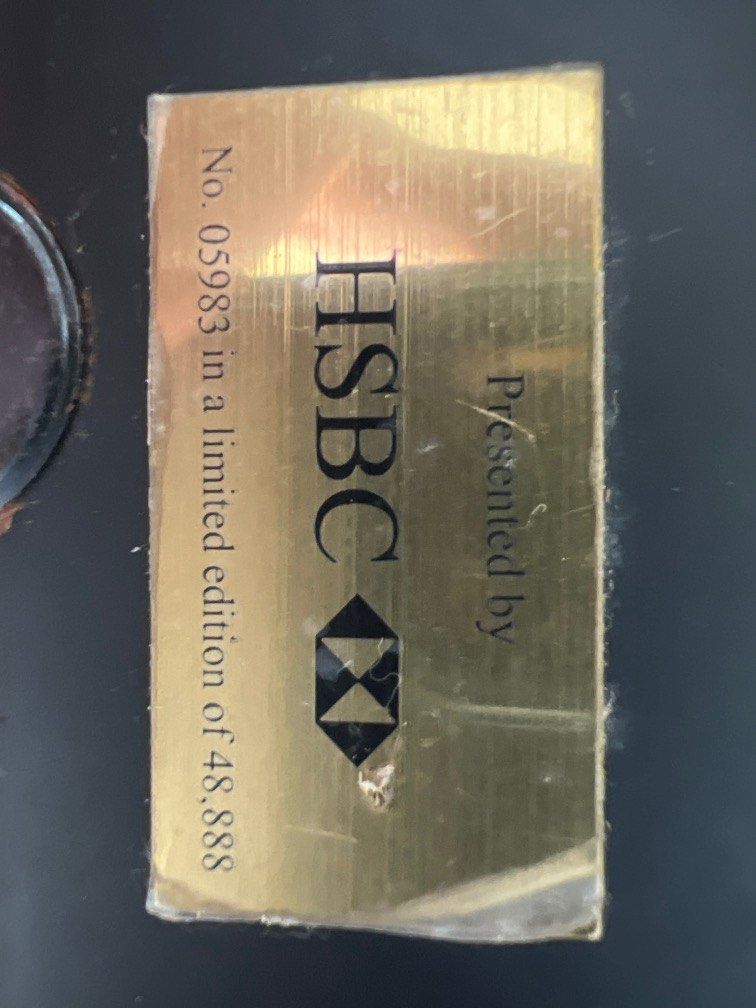 Presented by
HSBC
No. 05983 in a limited edition of 48,888